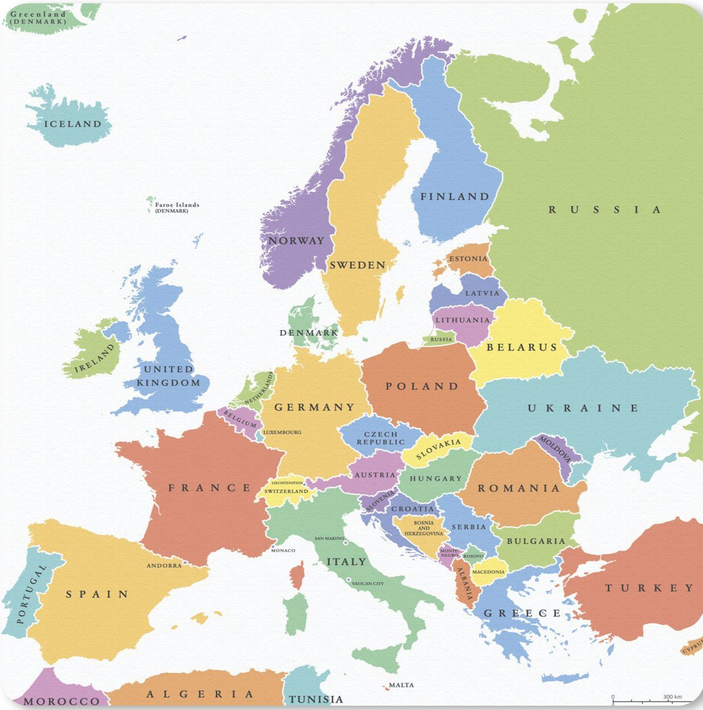 Greenland
(DENMARK)
ICELAND
Faroe Islands
(DENMARK)
NORWAY
SWEDEN
FINLAND
RUSSIA
ESTONIA
LATVIA
LITHUANIA
RUSSIA
BELARUS
DENMARK
IRELAND
UNITED
KINGDOM
NETHERLANDS
BELGIUM
LUXEMBOURG
GERMANY
POLAND
UKRAINE
CZECH
REPUBLIC
SLOVAKIA
MOLDOVA
FRANCE
LIECHTENSTEIN
SWITZERLAND
AUSTRIA
HUNGARY
ROMANIA
SLOVENIA
CROATIA
BOSNIA
AND
HERZEGOVINA
SERBIA
BULGARIA
SAN MARINO
MONACO
ITALY
MONTE-
NEGRO
KOSOVO
ANDORRA
VATICAN CITY
MACEDONIA
ALBANIA
PORTUGAL
SPAIN
GREECE
TURKEY
CYPRUS
MALTA
MOROCCO
ALGERIA
TUNISIA
0 300 km